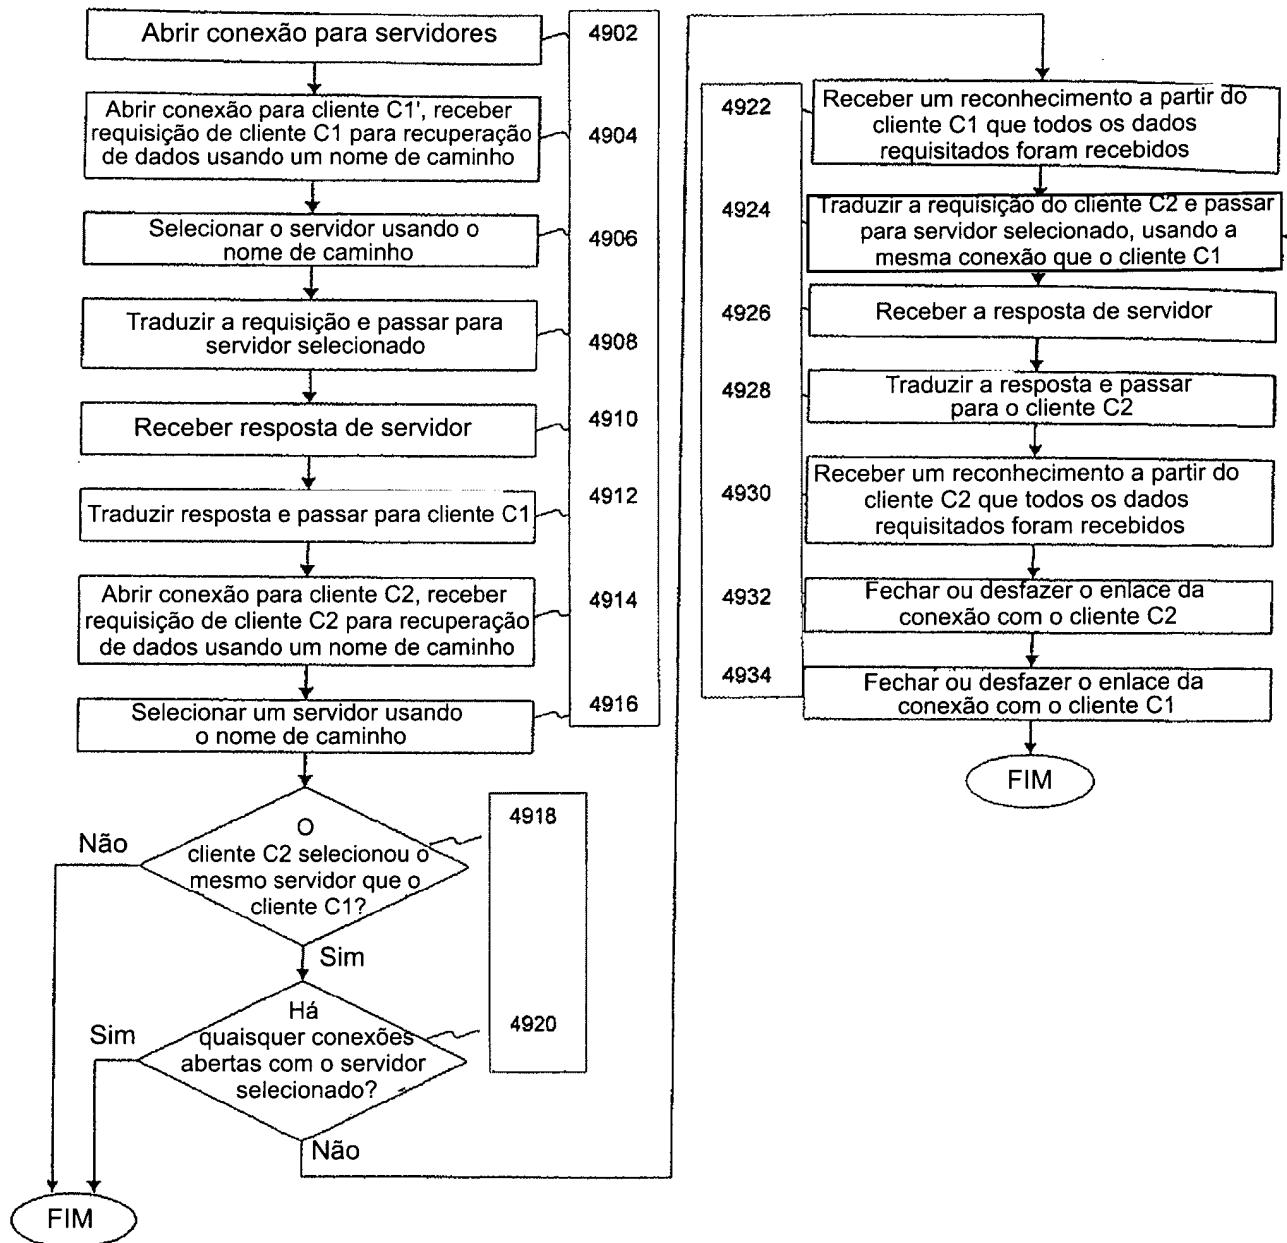 Abrir conexão para servidores
4902
Abrir conexão para cliente C1', receber
requisição de cliente C1 para recuperação
de dados usando um nome de caminho
4904
Selecionar o servidor usando o
nome de caminho
4906
Traduzir a requisição e passar para
servidor selecionado
4908
Receber resposta de servidor
4910
Traduzir resposta e passar para cliente C1
4912
Abrir conexão para cliente C2, receber
requisição de cliente C2 para recuperação
de dados usando um nome de caminho
4914
Selecionar um servidor usando
o nome de caminho
4916
O
cliente C2 selecionou o
mesmo servidor que o
cliente C1?
4918
Não
Sim
Há
quaisquer conexões
abertas com o servidor
selecionado?
4920
Sim
Não
FIM
4922
Receber um reconhecimento a partir do
cliente C1 que todos os dados
requisitados foram recebidos
4924
Traduzir a requisição do cliente C2 e passar
para servidor selecionado, usando a
mesma conexão que o cliente C1
4926
Receber a resposta de servidor
4928
Traduzir a resposta e passar
para o cliente C2
4930
Receber um reconhecimento a partir do
cliente C2 que todos os dados
requisitados foram recebidos
4932
Fechar ou desfazer o enlace da
conexão com o cliente C2
4934
Fechar ou desfazer o enlace da
conexão com o cliente C1
FIM